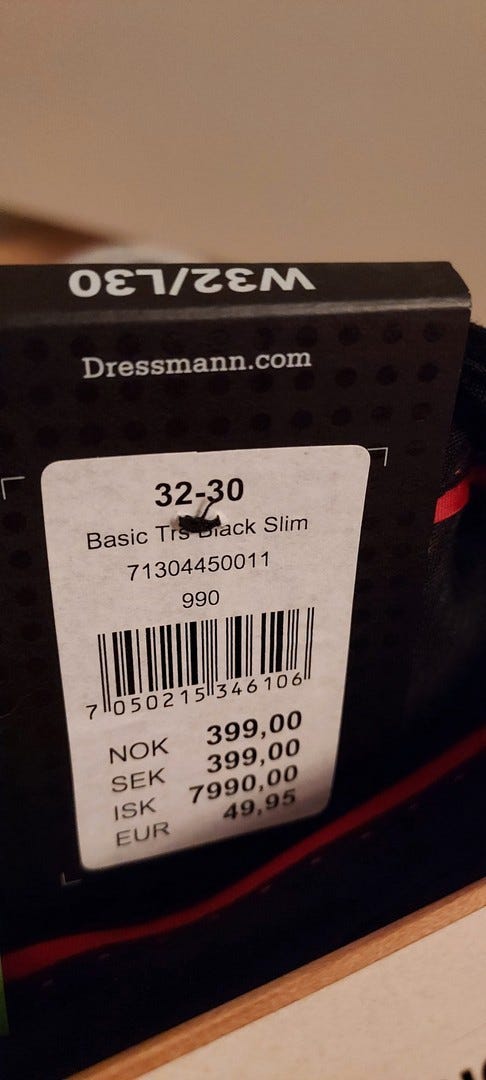 W32/L30
Dressmann.com
32-30
Basic Trs Black Slim
71304450011
990
7 050215 346106
NOK 399,00
SEK 399,00
ISK 7990,00
EUR 49,95